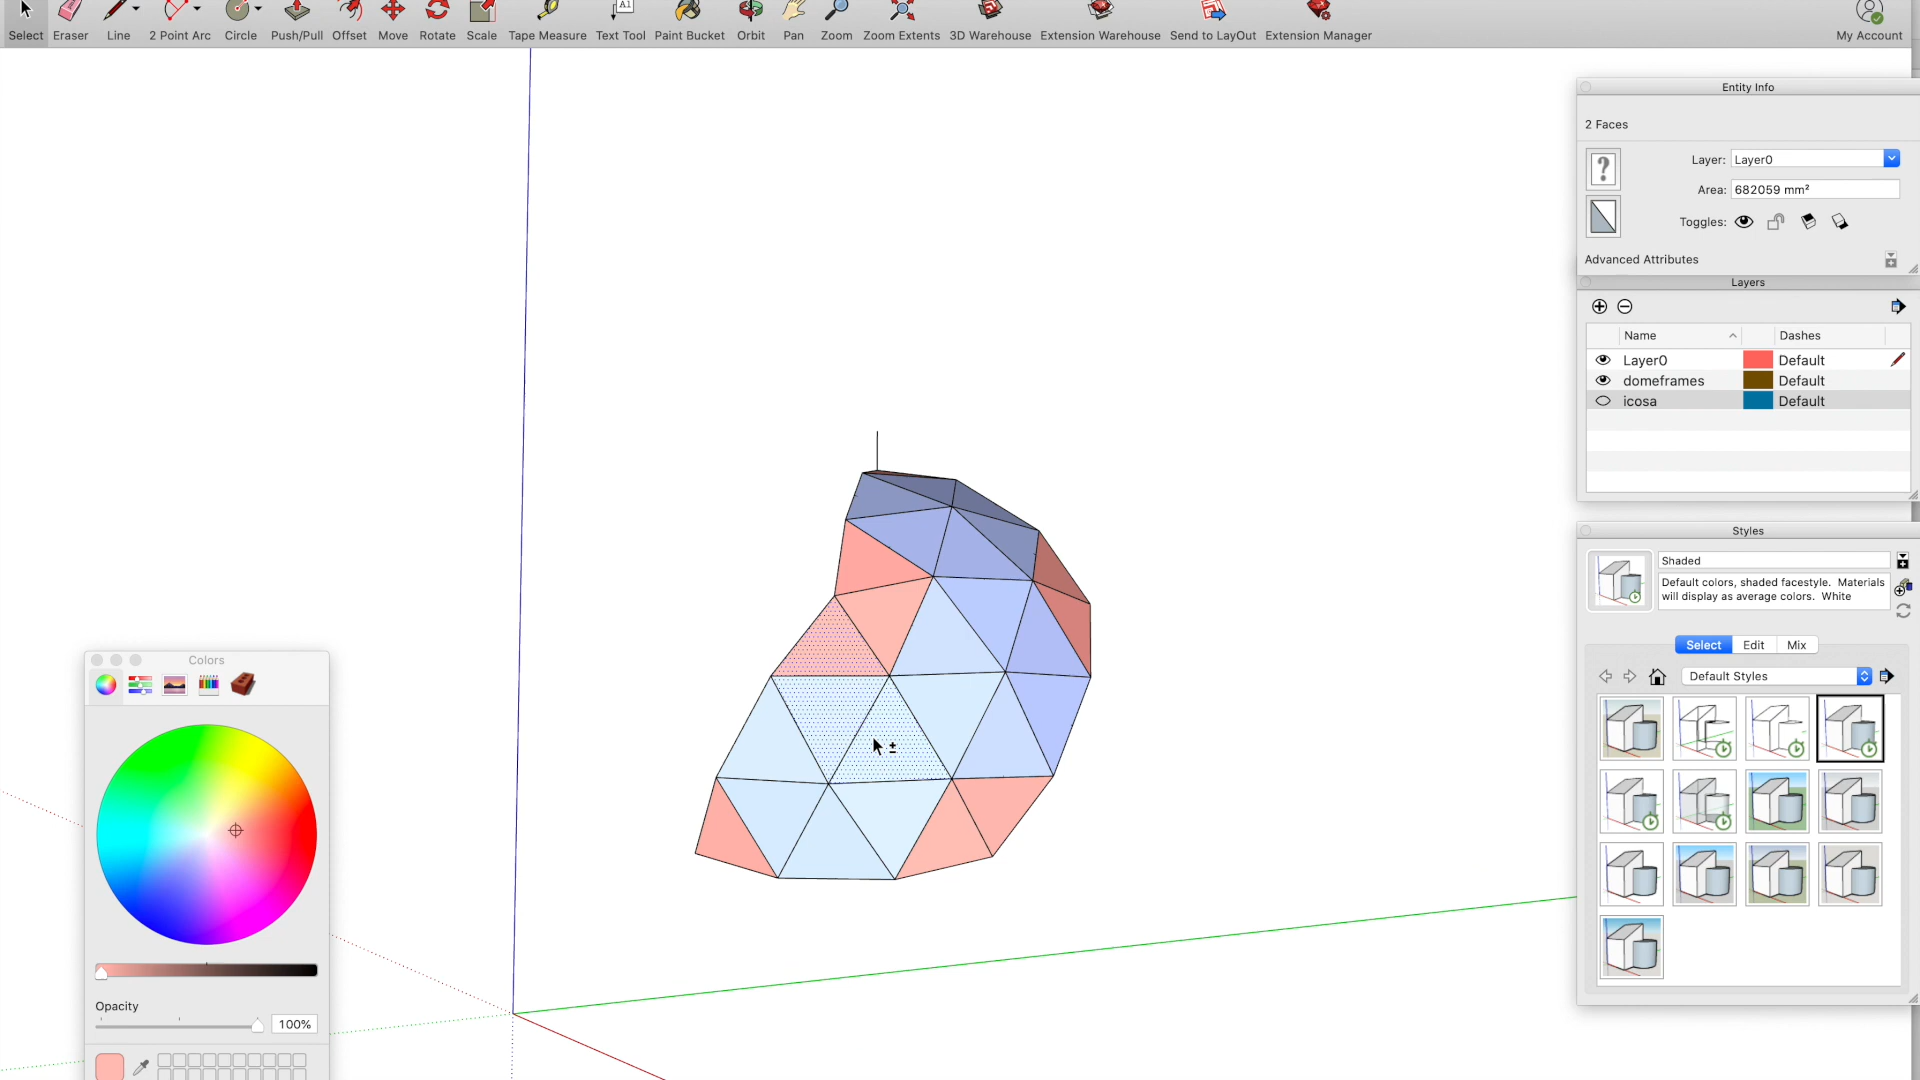 Select Eraser Line 2 Point Arc Circle Push/Pull Offset Move Rotate Scale Tape Measure Text Tool Paint Bucket Orbit Pan Zoom Zoom Extents 3D Warehouse Extension Warehouse Send to LayOut Extension Manager My Account
A1
Entity Info
2 Faces
Layer: Layer0
Area: 682059 mm²
Toggles:
Advanced Attributes
Layers
Name Dashes
Layer0 Default
domeframes Default
icosa Default
Styles
Shaded
Default colors, shaded facestyle. Materials
will display as average colors. White
Select Edit Mix
Default Styles
Colors
Opacity
100%